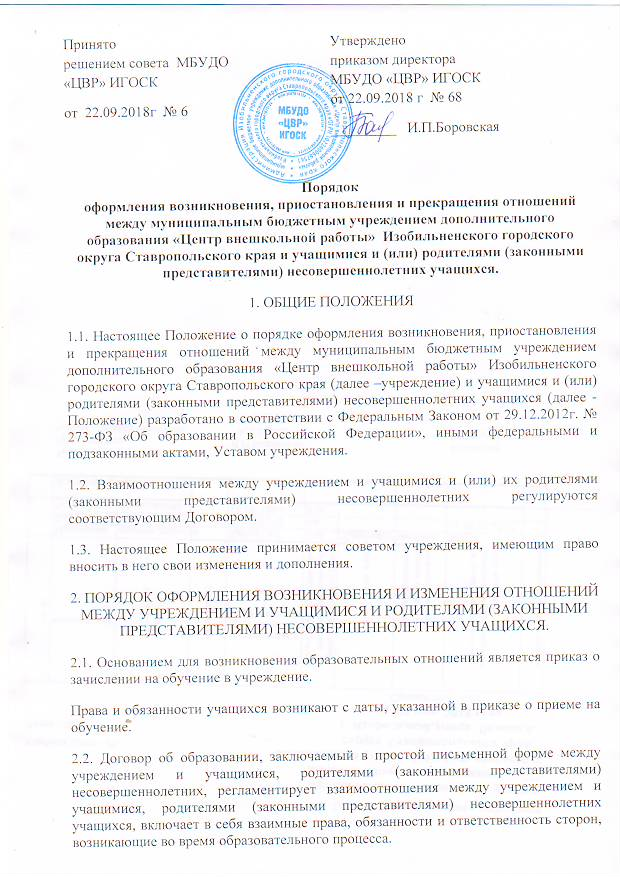 Принято
решением совета  МБУДО
«ЦВР» ИГОСК
от  22.09.2018г  № 6
Утверждено
приказом директора
МБУДО «ЦВР» ИГОСК
от 22.09.2018 г  № 68
И.П.Боровская
МБУДО
«ЦВР»
ИГОСК
Порядок
оформления возникновения, приостановления и прекращения отношений
между муниципальным бюджетным учреждением дополнительного
образования «Центр внешкольной работы»  Изобильненского городского
округа Ставропольского края и учащимися и (или) родителями (законными
представителями) несовершеннолетних учащихся.
1. ОБЩИЕ ПОЛОЖЕНИЯ
1.1. Настоящее Положение о порядке оформления возникновения, приостановления
и прекращения отношений между муниципальным бюджетным учреждением
дополнительного образования «Центр внешкольной работы» Изобильненского
городского округа Ставропольского края (далее –учреждение) и учащимися и (или)
родителями (законными представителями) несовершеннолетних учащихся (далее -
Положение) разработано в соответствии с Федеральным Законом от 29.12.2012г. №
273-ФЗ «Об образовании в Российской Федерации», иными федеральными и
подзаконными актами, Уставом учреждения.
1.2. Взаимоотношения между учреждением и учащимися и (или) их родителями
(законными представителями) несовершеннолетних регулируются
соответствующим Договором.
1.3. Настоящее Положение принимается советом учреждения, имеющим право
вносить в него свои изменения и дополнения.
2. ПОРЯДОК ОФОРМЛЕНИЯ ВОЗНИКНОВЕНИЯ И ИЗМЕНЕНИЯ ОТНОШЕНИЙ
МЕЖДУ УЧРЕЖДЕНИЕМ И УЧАЩИМИСЯ И РОДИТЕЛЯМИ (ЗАКОННЫМИ
ПРЕДСТАВИТЕЛЯМИ) НЕСОВЕРШЕННОЛЕТНИХ УЧАЩИХСЯ.
2.1. Основанием для возникновения образовательных отношений является приказ о
зачислении на обучение в учреждение.
Права и обязанности учащихся возникают с даты, указанной в приказе о приеме на
обучение.
2.2. Договор об образовании, заключаемый в простой письменной форме между
учреждением и учащимися, родителями (законными представителями)
несовершеннолетних, регламентирует взаимоотношения между учреждением и
учащимися, родителями (законными представителями) несовершеннолетних
учащихся, включает в себя взаимные права, обязанности и ответственность сторон,
возникающие во время образовательного процесса.